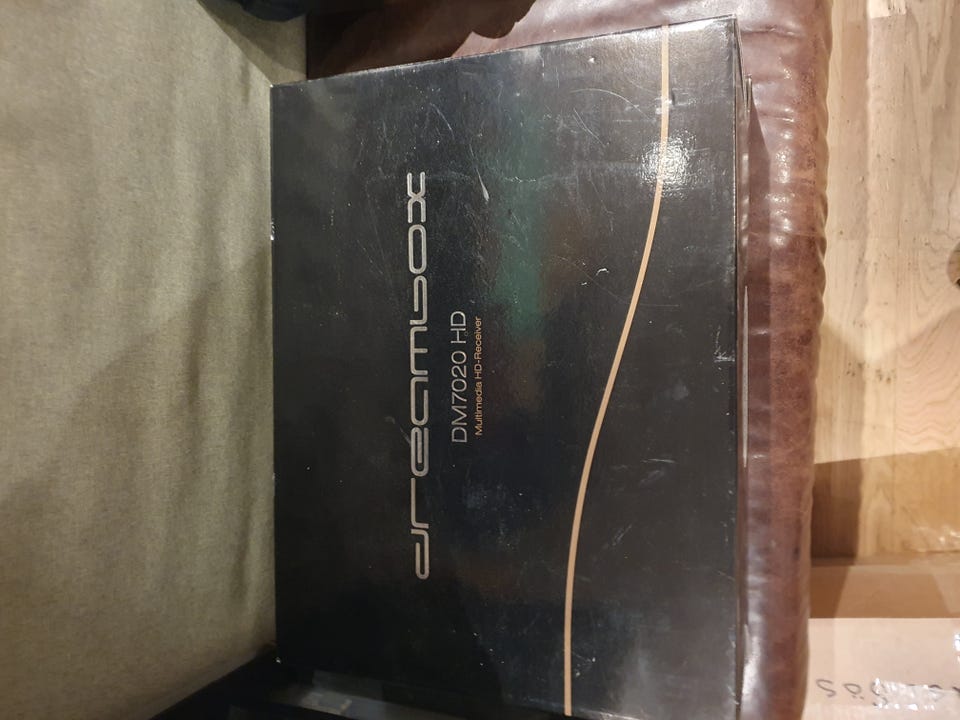 dreambox
DM7020 HD
Multimedia HD-Receiver